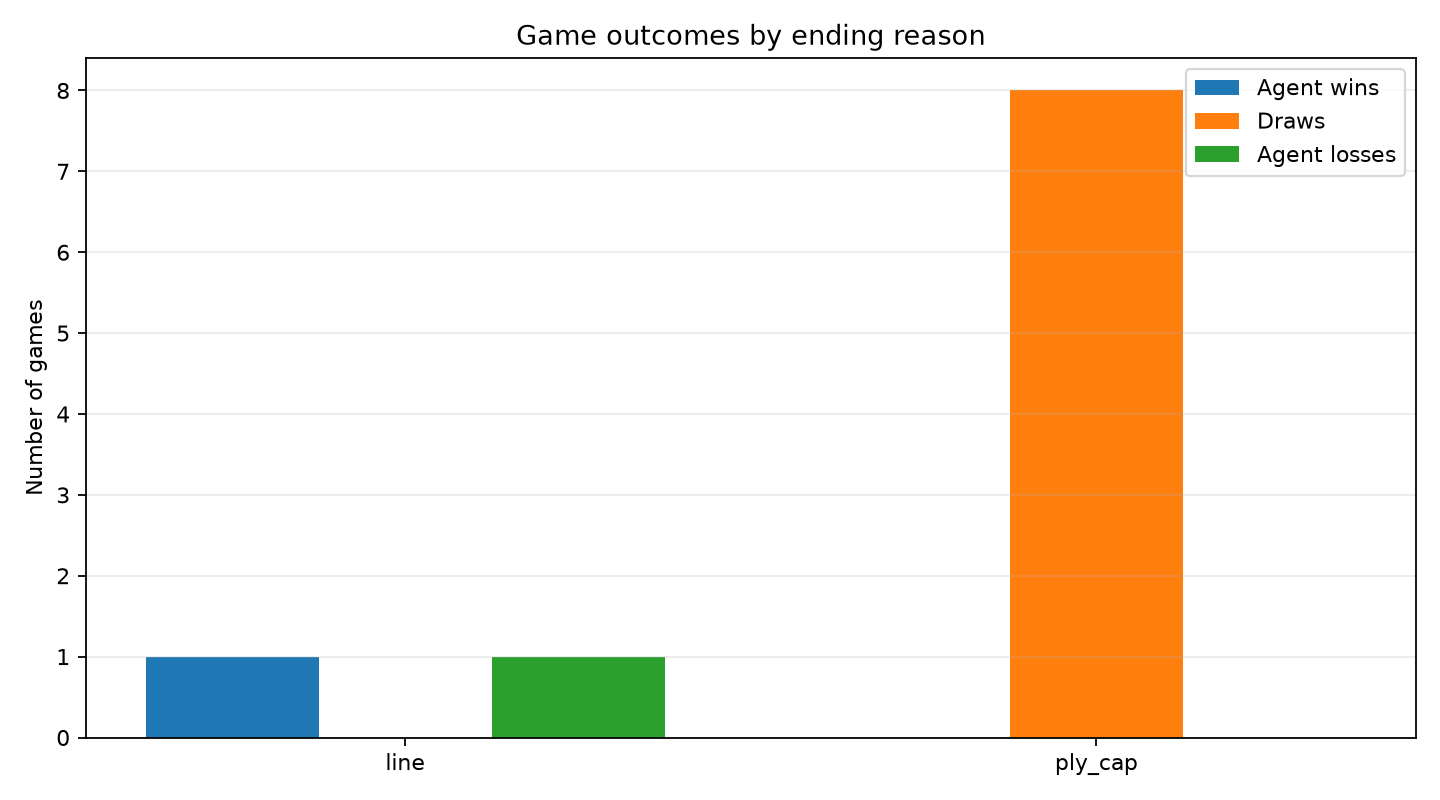 Game outcomes by ending reason
Number of games
8
7
6
5
4
3
2
1
0
line
ply_cap
Agent wins
Draws
Agent losses